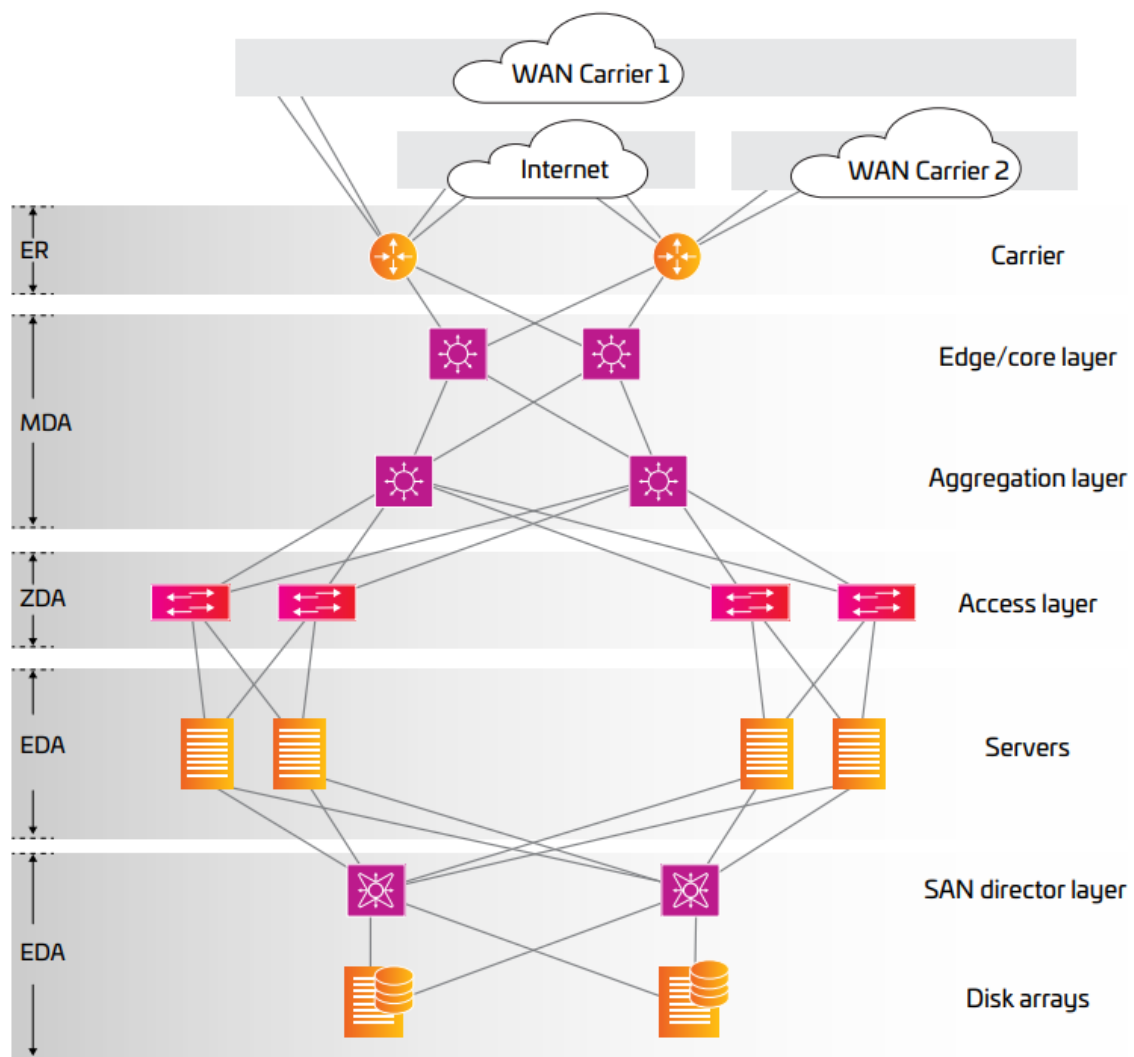 WAN Carrier 1
Internet
WAN Carrier 2
ER
Carrier
Edge/core layer
MDA
Aggregation layer
ZDA
Access layer
EDA
Servers
SAN director layer
EDA
Disk arrays